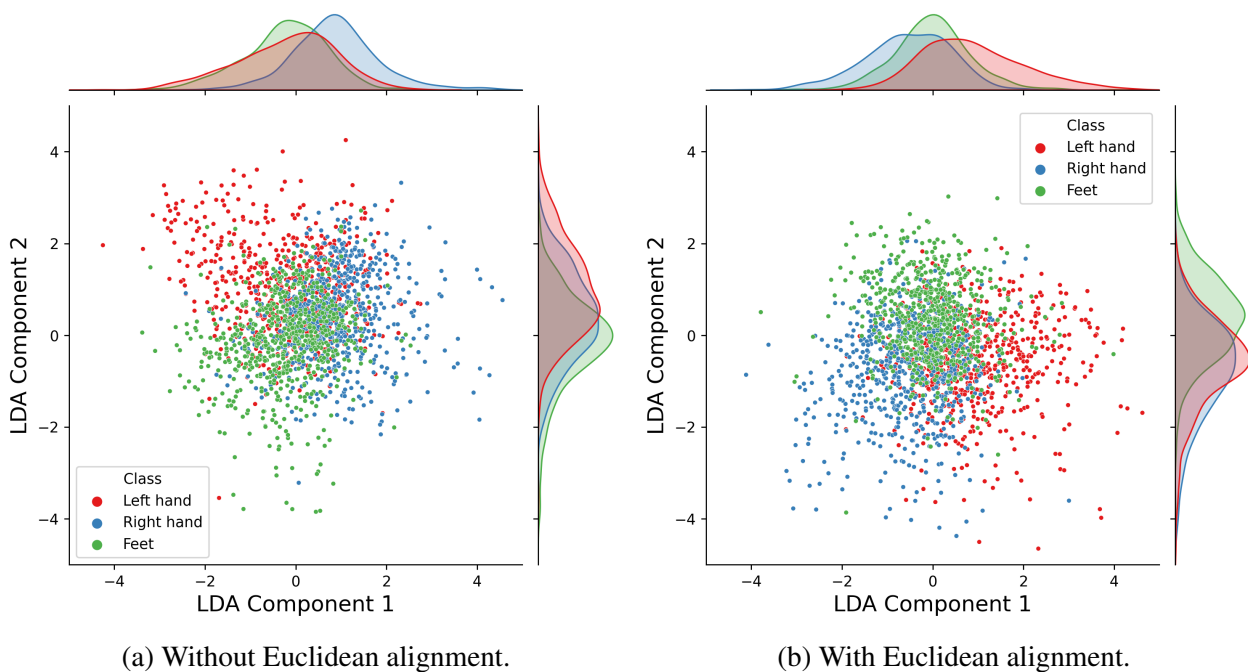 4
2
0
−2
−4
LDA Component 2
Class
Left hand
Right hand
Feet
−4 −2 0 2 4
LDA Component 1
(a) Without Euclidean alignment.
4
2
0
−2
−4
LDA Component 2
Class
Left hand
Right hand
Feet
−4 −2 0 2 4
LDA Component 1
(b) With Euclidean alignment.